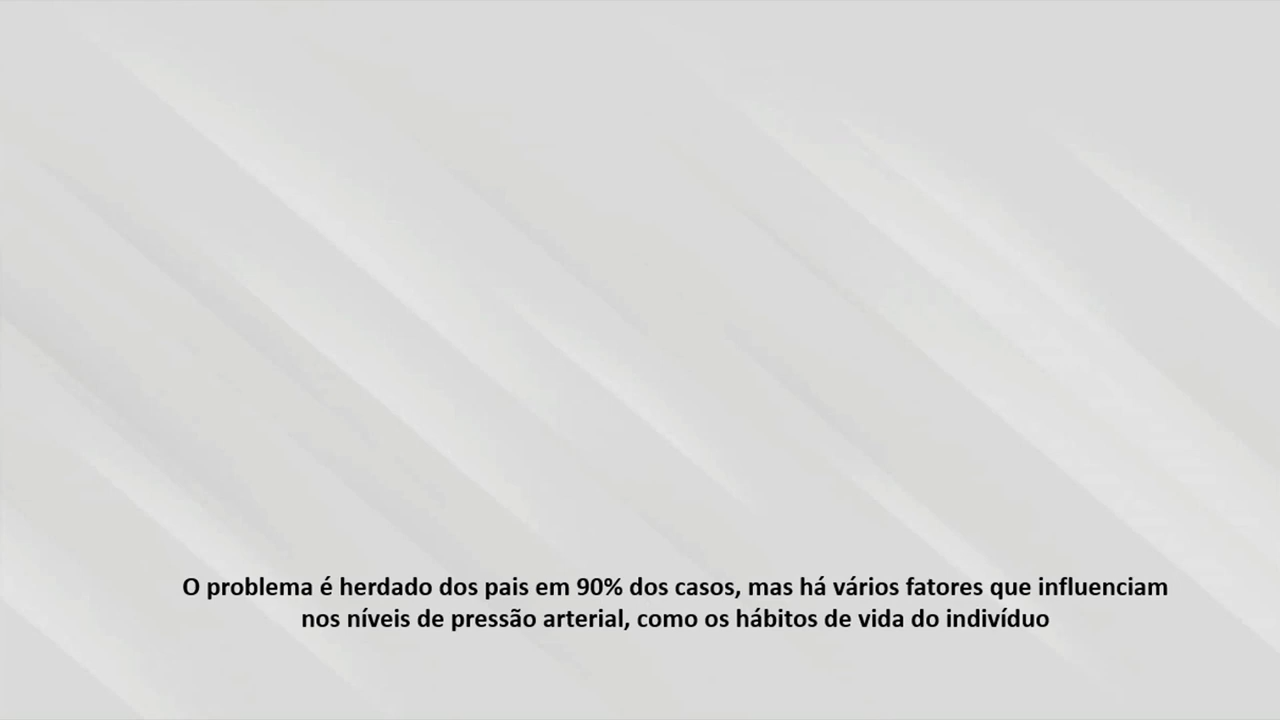 O problema é herdado dos pais em 90% dos casos, mas há vários fatores que influenciam
nos níveis de pressão arterial, como os hábitos de vida do indivíduo